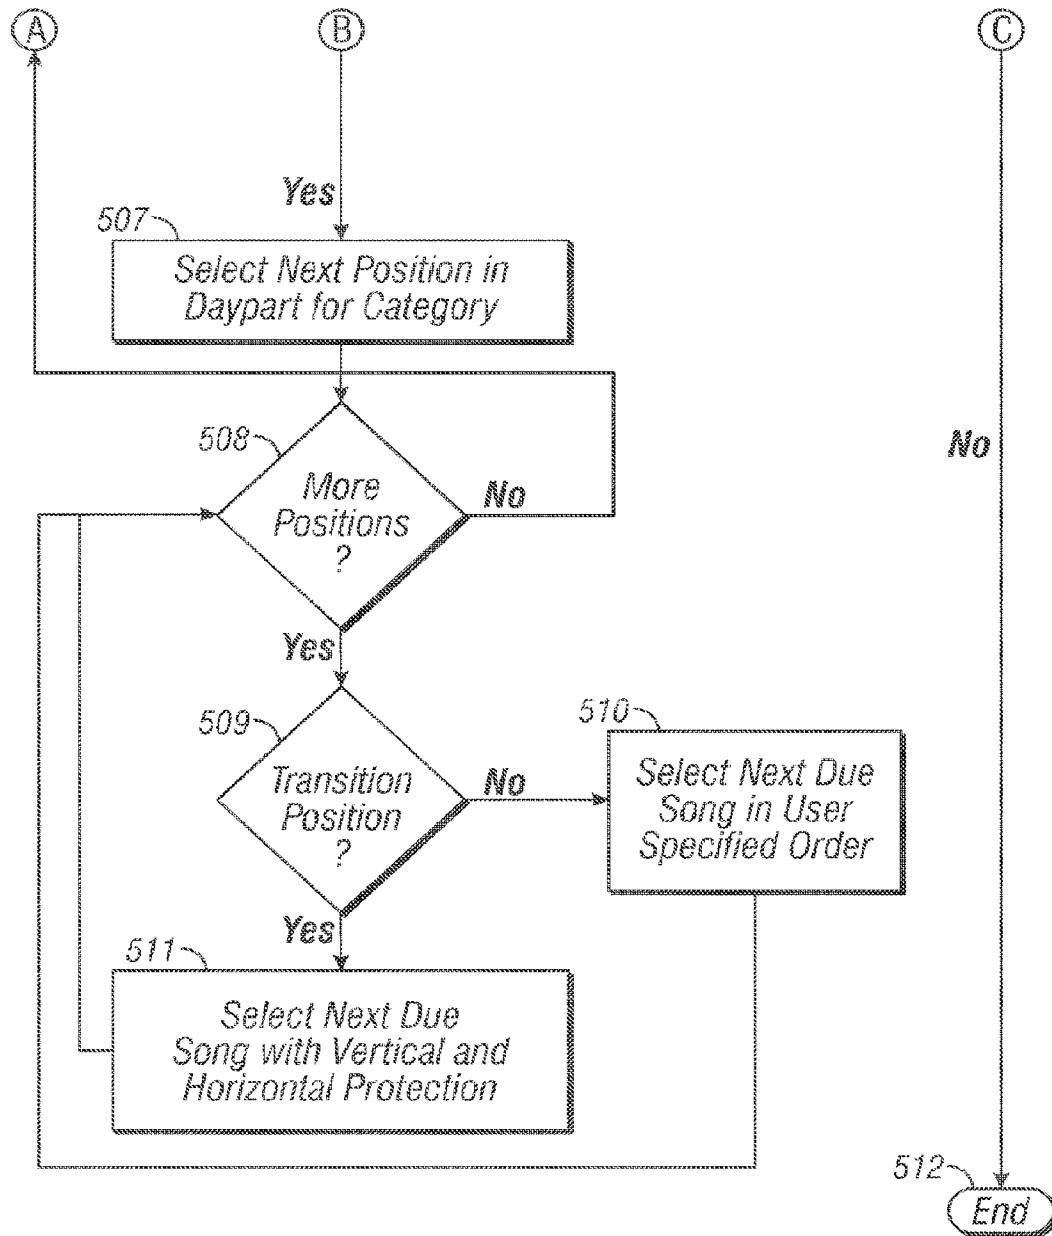 A
B
C
Yes
507
Select Next Position in
Daypart for Category
508
More
Positions
?
No
No
Yes
509
Transition
Position
?
No
510
Select Next Due
Song in User
Specified Order
Yes
511
Select Next Due
Song with Vertical and
Horizontal Protection
512
End